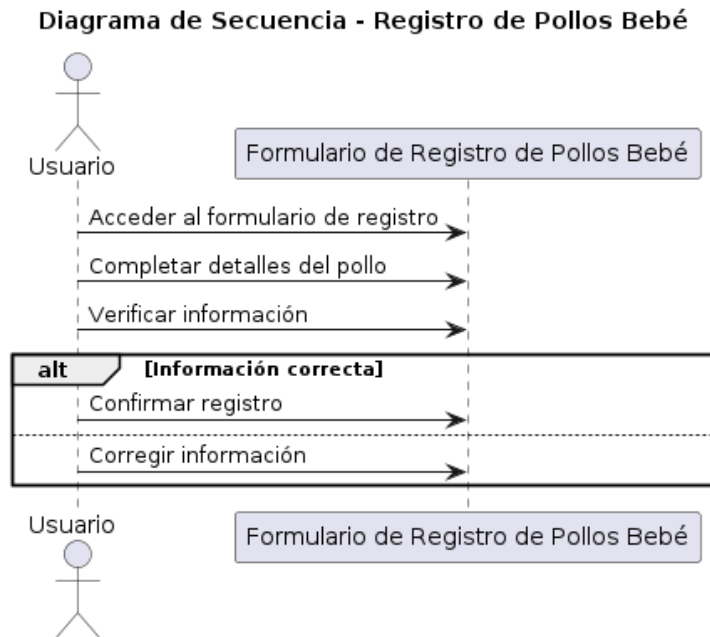 Diagrama de Secuencia - Registro de Pollos Bebé
Usuario
Formulario de Registro de Pollos Bebé
Acceder al formulario de registro
Completar detalles del pollo
Verificar información
alt [Información correcta]
Confirmar registro
Corregir información
Usuario
Formulario de Registro de Pollos Bebé